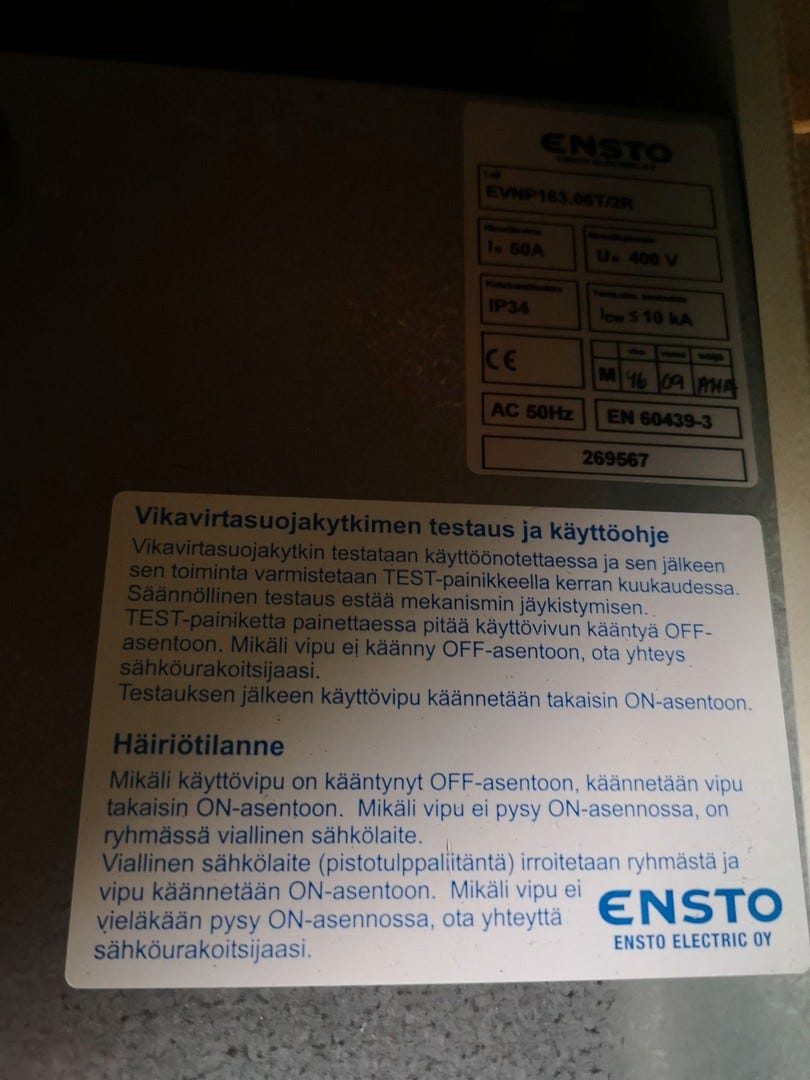 ENSTO
ENSTO ELECTRIC OY
EVNP163.06T/2R
IN 50A
UN 400 V
IP34
ICW ≤ 10 kA
CE
M 46 09 AHA
AC 50Hz EN 60439-3
269567
Vikavirtasuojakytkimen testaus ja käyttöohje
Vikavirtasuojakytkin testataan käyttöönotettaessa ja sen jälkeen
sen toiminta varmistetaan TEST-painikkeella kerran kuukaudessa.
Säännöllinen testaus estää mekanismin jäykistymisen.
TEST-painiketta painettaessa pitää käyttövivun kääntyä OFF-
asentoon. Mikäli vipu ei käänny OFF-asentoon, ota yhteys
sähköurakoitsijaasi.
Testauksen jälkeen käyttövipu käännetään takaisin ON-asentoon.
Häiriötilanne
Mikäli käyttövipu on kääntynyt OFF-asentoon, käännetään vipu
takaisin ON-asentoon. Mikäli vipu ei pysy ON-asennossa, on
ryhmässä viallinen sähkölaite.
Viallinen sähkölaite (pistotulppaliitäntä) irroitetaan ryhmästä ja
vipu käännetään ON-asentoon. Mikäli vipu ei
vieläkään pysy ON-asennossa, ota yhteyttä
sähköurakoitsijaasi.
ENSTO
ENSTO ELECTRIC OY